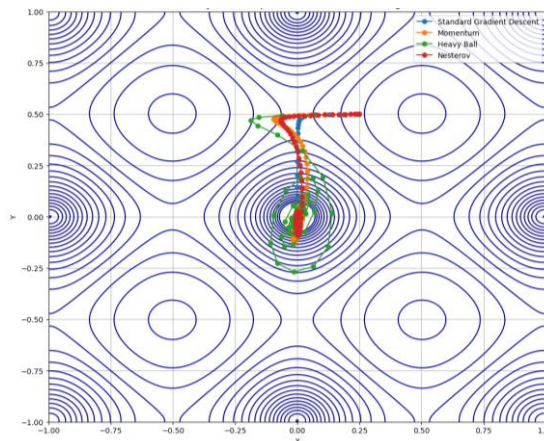 Standard Gradient Descent
Momentum
Heavy Ball
Nesterov
1.00
0.75
0.50
0.25
0.00
−0.25
−0.50
−0.75
−1.00
Y
−1.00 −0.75 −0.50 −0.25 0.00 0.25 0.50 0.75 1.0